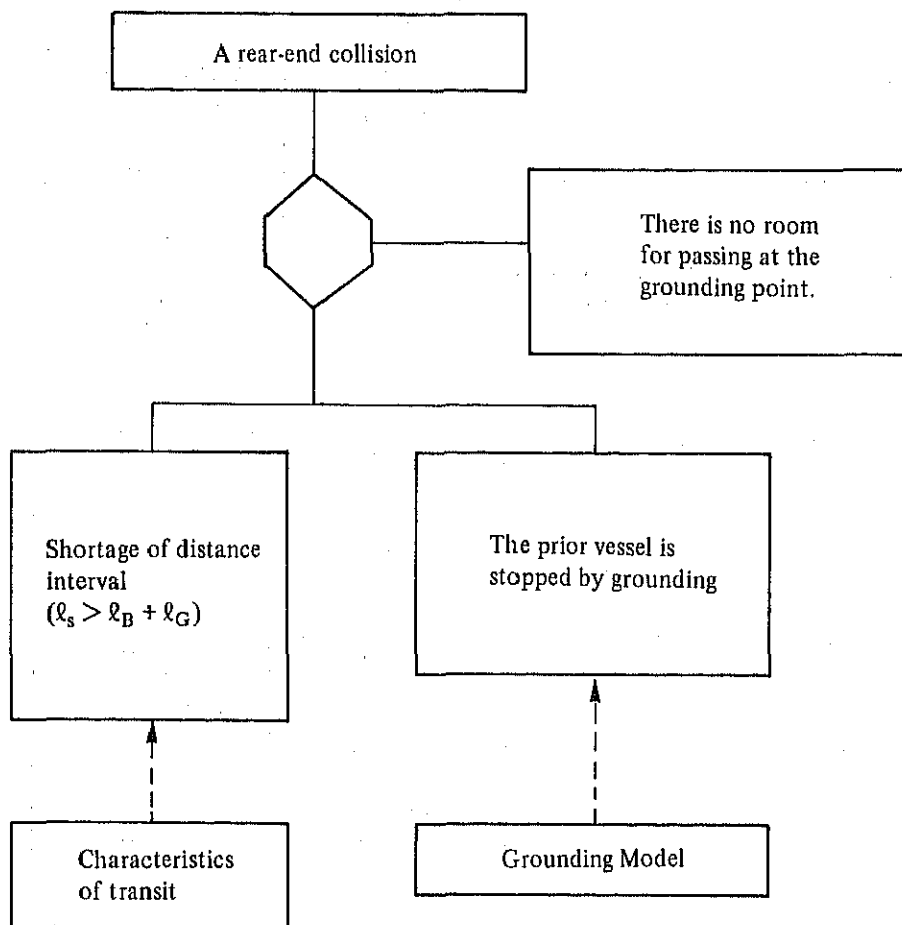 A rear-end collision
There is no room
for passing at the
grounding point.
Shortage of distance
interval
(ℓs > ℓB + ℓG)
The prior vessel is
stopped by grounding
Characteristics
of transit
Grounding Model